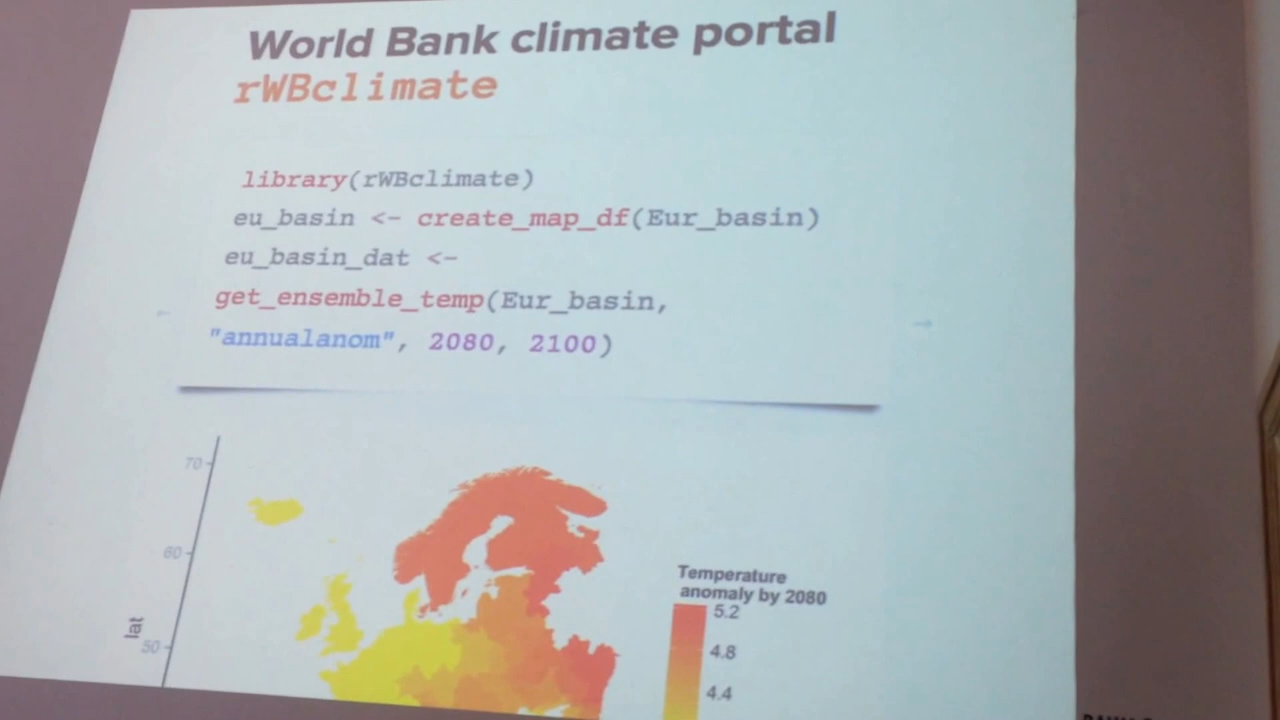 World Bank climate portal
rWBclimate
library(rWBclimate)
eu_basin <- create_map_df(Eur_basin)
eu_basin_dat <-
get_ensemble_temp(Eur_basin,
"annualanom", 2080, 2100)
70
60
50
lat
Temperature
anomaly by 2080
5.2
4.8
4.4